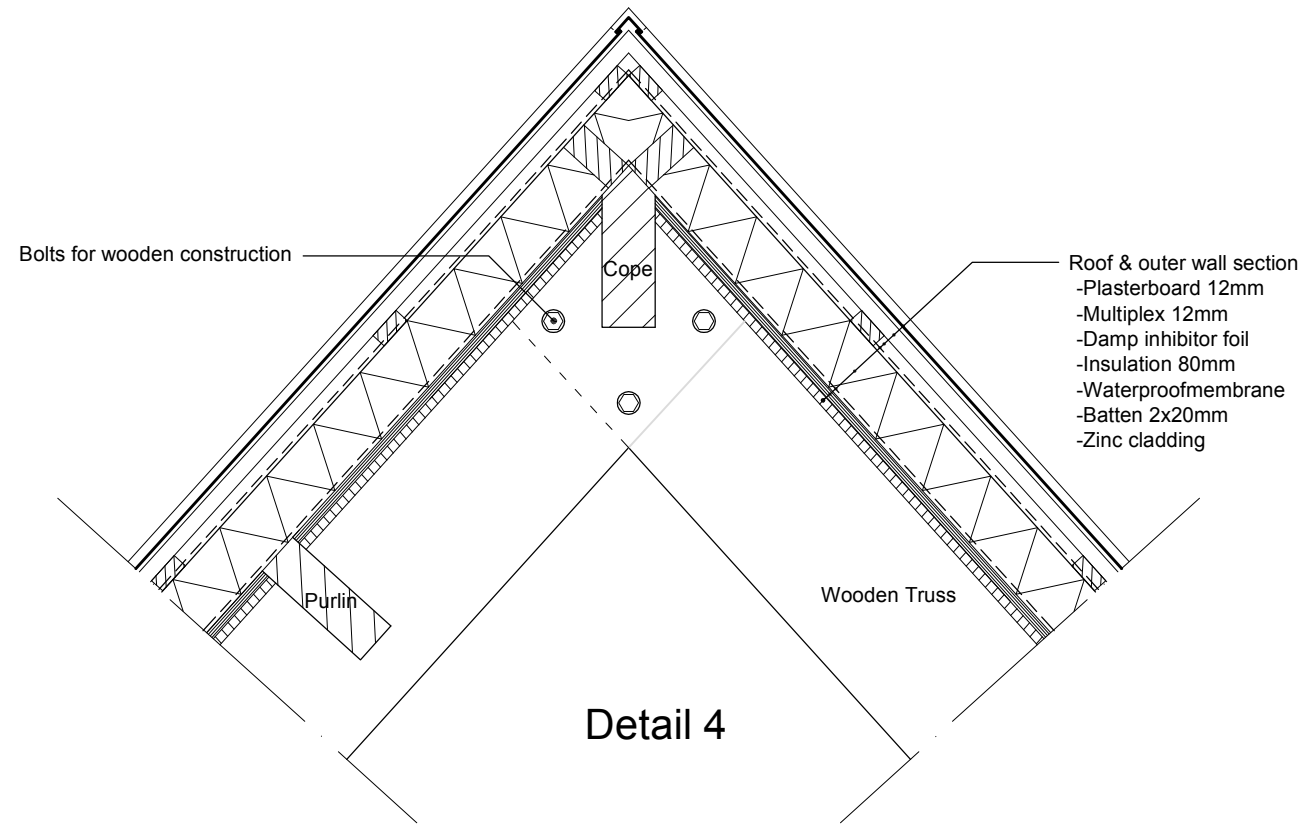 Bolts for wooden construction
Cope
Roof & outer wall section
-Plasterboard 12mm
-Multiplex 12mm
-Damp inhibitor foil
-Insulation 80mm
-Waterproofmembrane
-Batten 2x20mm
-Zinc cladding
Purlin
Wooden Truss
Detail 4